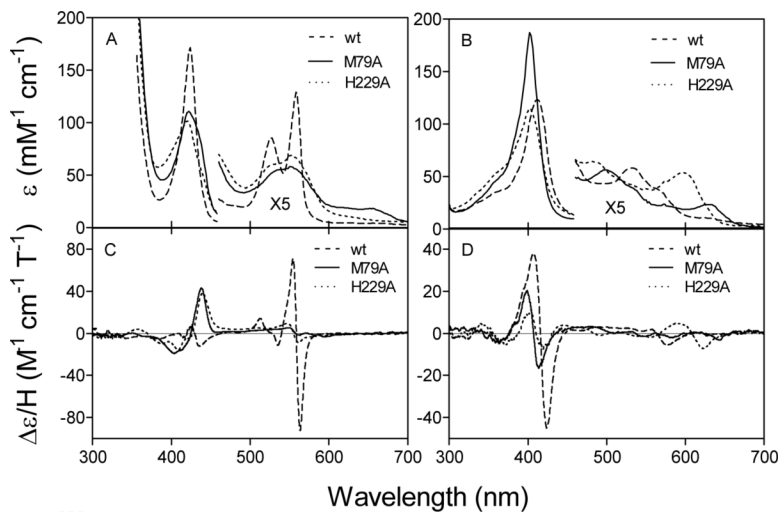 A
wt
M79A
H229A
X5
B
wt
M79A
H229A
X5
C
wt
M79A
H229A
D
wt
M79A
H229A
200
150
100
50
0
200
150
100
50
0
80
40
0
-40
-80
40
20
0
-20
-40
300 400 500 600 700
300 400 500 600 700
ε (mM⁻¹ cm⁻¹)
Δε/H (M⁻¹ cm⁻¹ T⁻¹)
Wavelength (nm)